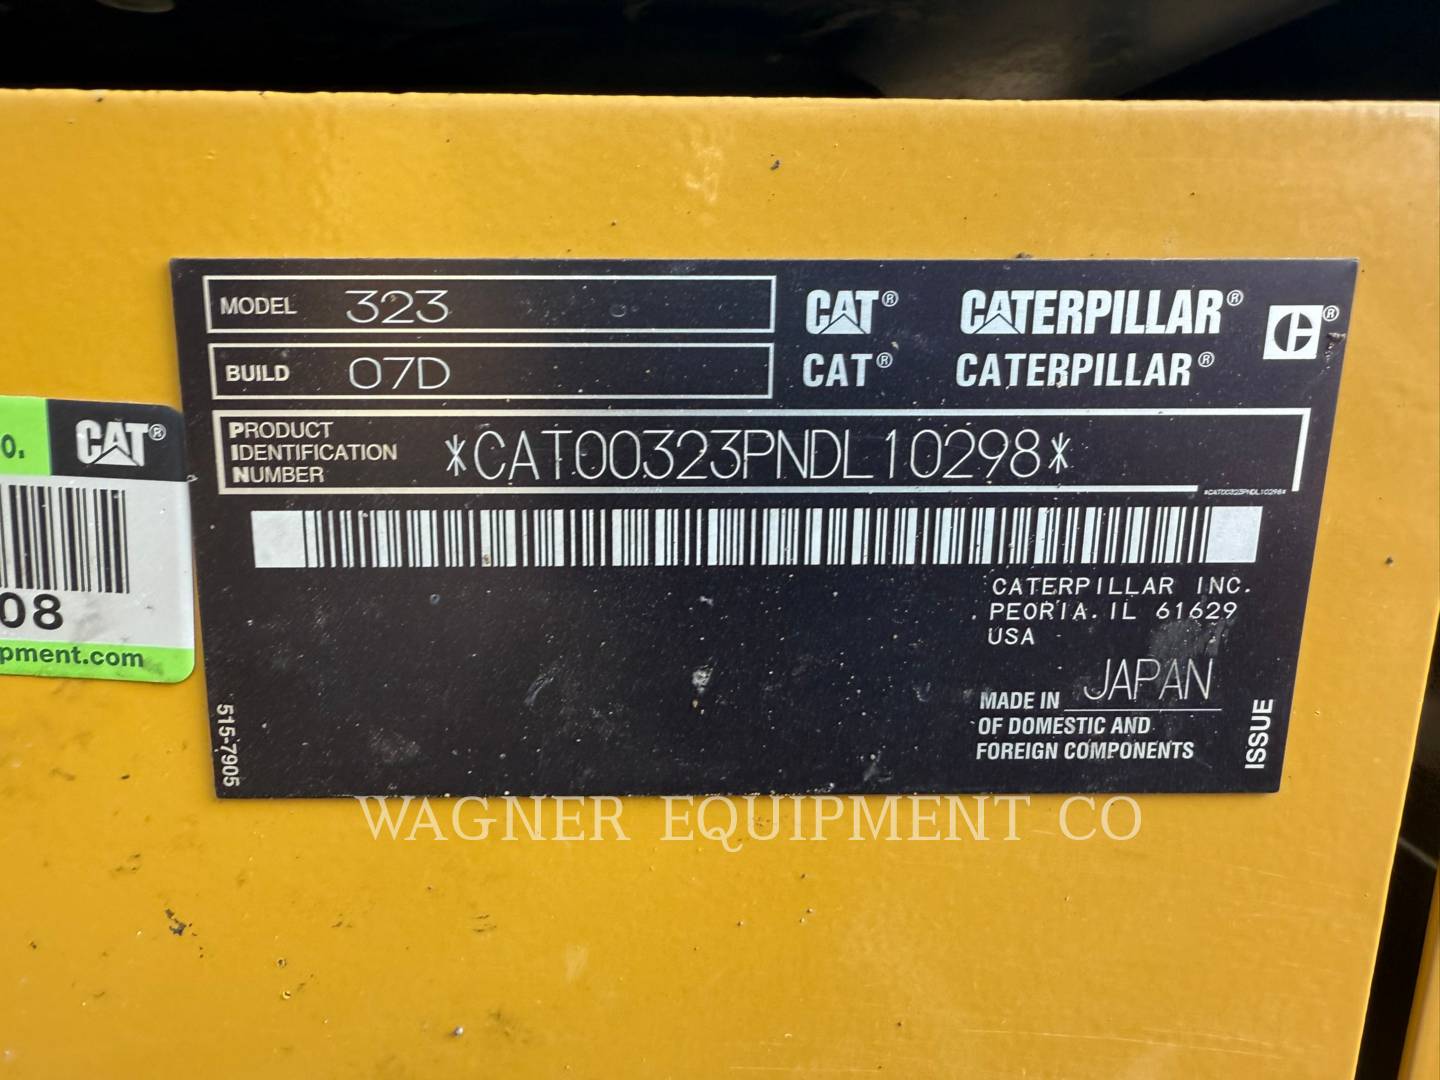 MODEL 323
BUILD 07D
CAT® CATERPILLAR® ®
CAT® CATERPILLAR®
PRODUCT
IDENTIFICATION
NUMBER
*CAT00323PNDL10298*
*CAT00323PNDL10298*
CATERPILLAR INC.
PEORIA. IL 61629
USA
MADE IN JAPAN
OF DOMESTIC AND
FOREIGN COMPONENTS
ISSUE
515-7905
O.
CAT®
08
pment.com
WAGNER EQUIPMENT CO